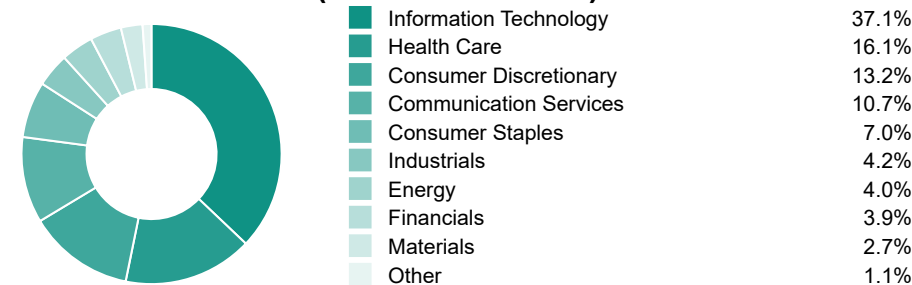 Information Technology 37.1%
Health Care 16.1%
Consumer Discretionary 13.2%
Communication Services 10.7%
Consumer Staples 7.0%
Industrials 4.2%
Energy 4.0%
Financials 3.9%
Materials 2.7%
Other 1.1%